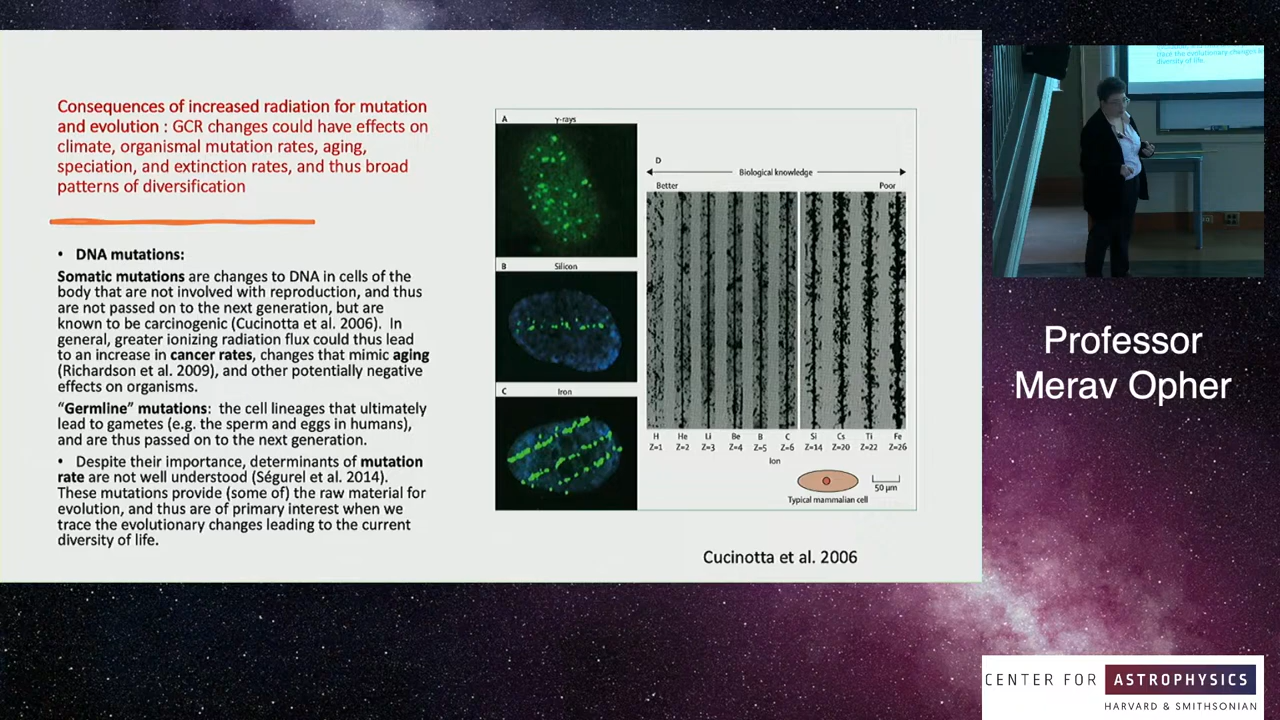 Consequences of increased radiation for mutation
and evolution : GCR changes could have effects on
climate, organismal mutation rates, aging,
speciation, and extinction rates, and thus broad
patterns of diversification
• DNA mutations:
Somatic mutations are changes to DNA in cells of the
body that are not involved with reproduction, and thus
are not passed on to the next generation, but are
known to be carcinogenic (Cucinotta et al. 2006). In
general, greater ionizing radiation flux could thus lead
to an increase in cancer rates, changes that mimic aging
(Richardson et al. 2009), and other potentially negative
effects on organisms.
“Germline” mutations: the cell lineages that ultimately
lead to gametes (e.g. the sperm and eggs in humans),
and are thus passed on to the next generation.
• Despite their importance, determinants of mutation
rate are not well understood (Ségurel et al. 2014).
These mutations provide (some of) the raw material for
evolution, and thus are of primary interest when we
trace the evolutionary changes leading to the current
diversity of life.
A γ-rays
B Silicon
C Iron
D
Biological knowledge
Better Poor
H He Li Be B C Si Cs Ti Fe
Z=1 Z=2 Z=3 Z=4 Z=5 Z=6 Z=14 Z=20 Z=22 Z=26
Ion
50 μm
Typical mammalian cell
Cucinotta et al. 2006
trace the evolutionary changes
diversity of life.
Professor
Merav Opher
CENTER FOR ASTROPHYSICS
HARVARD & SMITHSONIAN